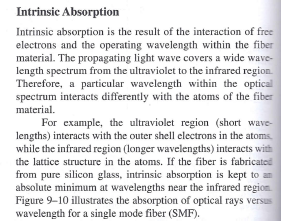 Intrinsic Absorption
Intrinsic absorption is the result of the interaction of free
electrons and the operating wavelength within the fiber
material. The propagating light wave covers a wide wave-
length spectrum from the ultraviolet to the infrared region.
Therefore, a particular wavelength within the optical
spectrum interacts differently with the atoms of the fiber
material.
For example, the ultraviolet region (short wave-
lengths) interacts with the outer shell electrons in the atoms,
while the infrared region (longer wavelengths) interacts with
the lattice structure in the atoms. If the fiber is fabricated
from pure silicon glass, intrinsic absorption is kept to an
absolute minimum at wavelengths near the infrared region.
Figure 9–10 illustrates the absorption of optical rays versus
wavelength for a single mode fiber (SMF).